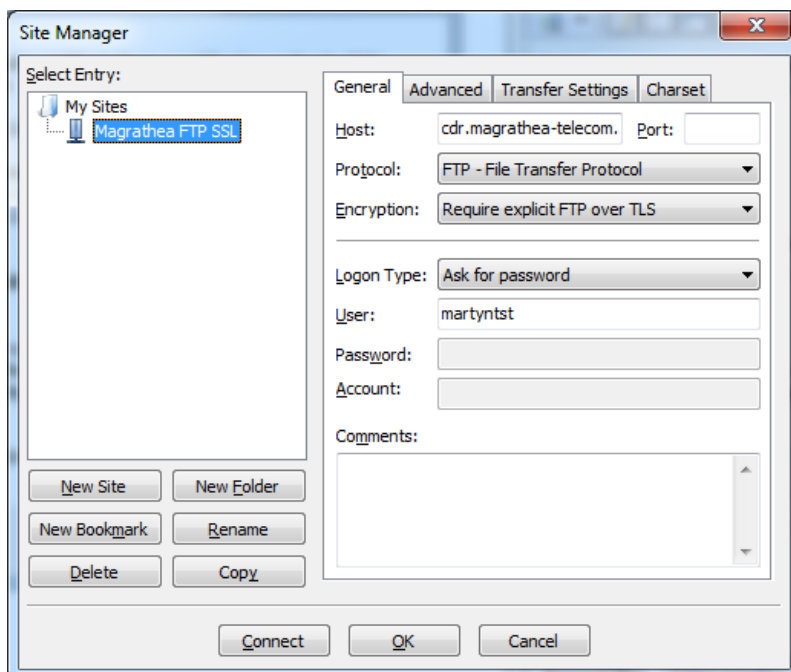 Site Manager
Select Entry:
My Sites
Magrathea FTP SSL
New Site
New Folder
New Bookmark
Rename
Delete
Copy
General
Advanced
Transfer Settings
Charset
Host:
cdr.magrathea-telecom.
Port:
Protocol:
FTP - File Transfer Protocol
Encryption:
Require explicit FTP over TLS
Logon Type:
Ask for password
User:
martyntst
Password:
Account:
Comments:
Connect
OK
Cancel